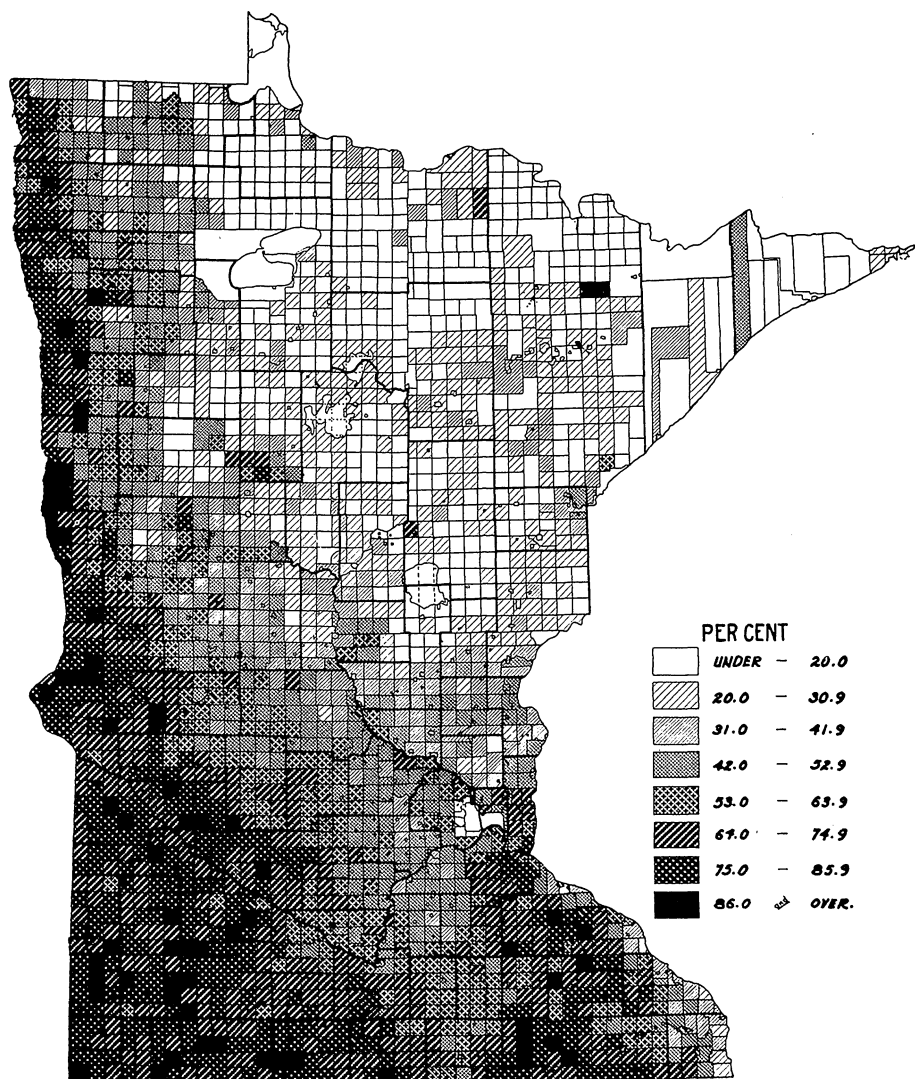 PER CENT
UNDER - 20.0
20.0 - 30.9
31.0 - 41.9
42.0 - 52.9
53.0 - 63.9
64.0 - 74.9
75.0 - 85.9
86.0 and OVER.